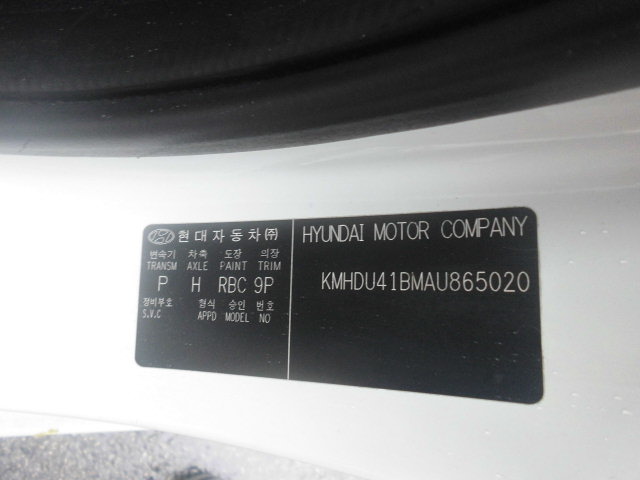 현대자동차㈜
변속기 차축 도장 의장
TRANSM AXLE PAINT TRIM
P H RBC 9P
정비부호 형식 승인 번호
S.V.C APPD MODEL NO
HYUNDAI MOTOR COMPANY
KMHDU41BMAU865020